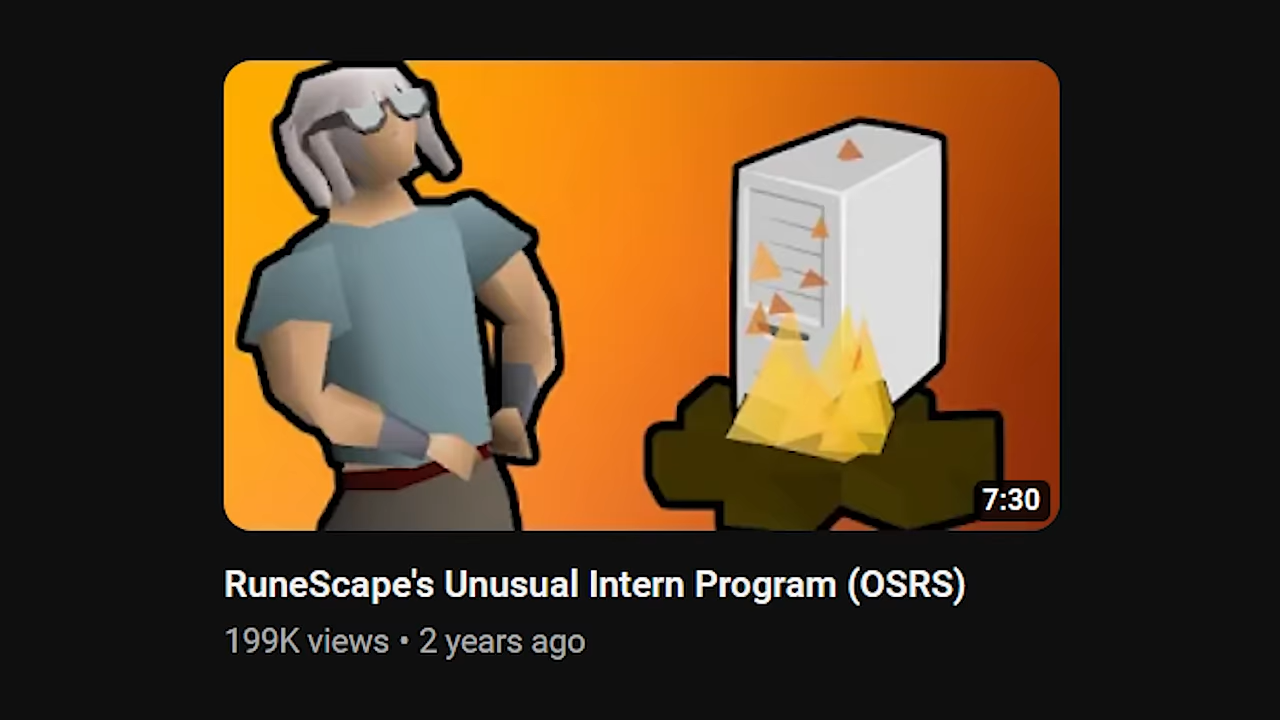 7:30
RuneScape's Unusual Intern Program (OSRS)
199K views • 2 years ago